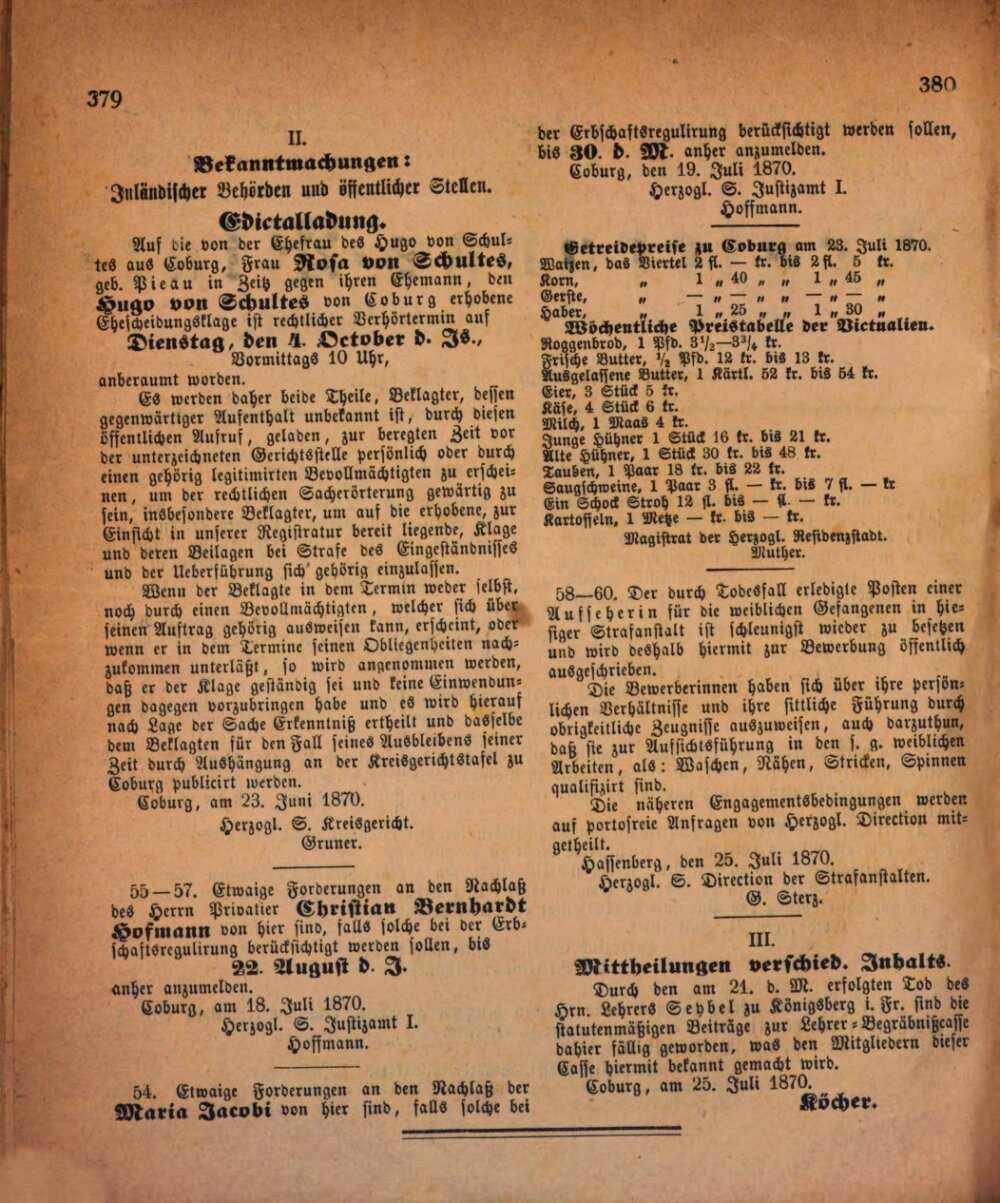 379
II.
Bekanntmachungen:
Inländischer Behörden und öffentlicher Stellen.
Edictalladung.
Auf die von der Ehefrau des Hugo von Schul-
tes aus Coburg, Frau Rosa von Schultes,
geb. Pieau in Zeitz gegen ihren Ehemann, den
Hugo von Schultes von Coburg erhobene
Ehescheidungsklage ist rechtlicher Verhörtermin auf
Dienstag, den 4. October d. Js.,
Vormittags 10 Uhr,
anberaumt worden.
Es werden daher beide Theile, Beklagter, dessen
gegenwärtiger Aufenthalt unbekannt ist, durch diesen
öffentlichen Aufruf, geladen, zur beregten Zeit vor
der unterzeichneten Gerichtsstelle persönlich oder durch
einen gehörig legitimirten Bevollmächtigten zu erschei-
nen, um der rechtlichen Sacherörterung gewärtig zu
sein, insbesondere Beklagter, um auf die erhobene, zur
Einsicht in unserer Registratur bereit liegende, Klage
und deren Beilagen bei Strafe des Eingeständnisses
und der Ueberführung sich gehörig einzulassen.
Wenn der Beklagte in dem Termin weder selbst,
noch durch einen Bevollmächtigten, welcher sich über
seinen Auftrag gehörig ausweisen kann, erscheint, oder
wenn er in dem Termine seinen Obliegenheiten nach-
zukommen unterläßt, so wird angenommen werden,
daß er der Klage geständig sei und keine Einwendun-
gen dagegen vorzubringen habe und es wird hierauf
nach Lage der Sache Erkenntniß ertheilt und dasselbe
dem Beklagten für den Fall seines Ausbleibens seiner
Zeit durch Aushängung an der Kreisgerichtstafel zu
Coburg publicirt werden.
Coburg, am 23. Juni 1870.
Herzogl. S. Kreisgericht.
Gruner.
55—57. Etwaige Forderungen an den Nachlaß
des Herrn Privatier Christian Bernhardt
Hofmann von hier sind, falls solche bei der Erb-
schaftsregulirung berücksichtigt werden sollen, bis
22. August d. J.
anher anzumelden.
Coburg, am 18. Juli 1870.
Herzogl. S. Justizamt I.
Hoffmann.
54. Etwaige Forderungen an den Nachlaß der
Maria Jacobi von hier sind, falls solche bei
380
der Erbschaftsregulirung berücksichtigt werden sollen,
bis 30. d. M. anher anzumelden.
Coburg, den 19. Juli 1870.
Herzogl. S. Justizamt I.
Hoffmann.
Getreidepreise zu Coburg am 23. Juli 1870.
Waizen, das Viertel 2 fl. — kr. bis 2 fl. 5 kr.
Korn, „ 1 „ 40 „ „ 1 „ 45 „
Gerste, „ — „ — „ „ — „ — „
Haber, „ 1 „ 25 „ „ 1 „ 30 „
Wöchentliche Preistabelle der Victualien.
Roggenbrod, 1 Pfd. 3½—3¾ kr.
Frische Butter, ½ Pfd. 12 kr. bis 13 kr.
Ausgelassene Butter, 1 Kärtl. 52 kr. bis 54 kr.
Eier, 3 Stück 5 kr.
Käse, 4 Stück 6 kr.
Milch, 1 Maas 4 kr.
Junge Hühner 1 Stück 16 kr. bis 21 kr.
Alte Hühner, 1 Stück 30 kr. bis 48 kr.
Tauben, 1 Paar 18 kr. bis 22 kr.
Saugschweine, 1 Paar 3 fl. — kr. bis 7 fl. — kr
Ein Schock Stroh 12 fl. bis — fl. — kr.
Kartoffeln, 1 Metze — kr. bis — kr.
Magistrat der Herzogl. Residenzstadt.
Muther.
58—60. Der durch Todesfall erledigte Posten einer
Aufseherin für die weiblichen Gefangenen in hie-
siger Strafanstalt ist schleunigst wieder zu besetzen
und wird deshalb hiermit zur Bewerbung öffentlich
ausgeschrieben.
Die Bewerberinnen haben sich über ihre persön-
lichen Verhältnisse und ihre sittliche Führung durch
obrigkeitliche Zeugnisse auszuweisen, auch darzuthun,
daß sie zur Aufsichtsführung in den s. g. weiblichen
Arbeiten, als: Waschen, Nähen, Stricken, Spinnen
qualifizirt sind.
Die näheren Engagementsbedingungen werden
auf portofreie Anfragen von Herzogl. Direction mit-
getheilt.
Hassenberg, den 25. Juli 1870.
Herzogl. S. Direction der Strafanstalten.
G. Sterz.
III.
Mittheilungen verschied. Inhalts.
Durch den am 21. d. M. erfolgten Tod des
Hrn. Lehrers Seybel zu Königsberg i. Fr. sind die
statutenmäßigen Beiträge zur Lehrer-Begräbnißcasse
dahier fällig geworden, was den Mitgliedern dieser
Casse hiermit bekannt gemacht wird.
Coburg, am 25. Juli 1870.
Köcher.